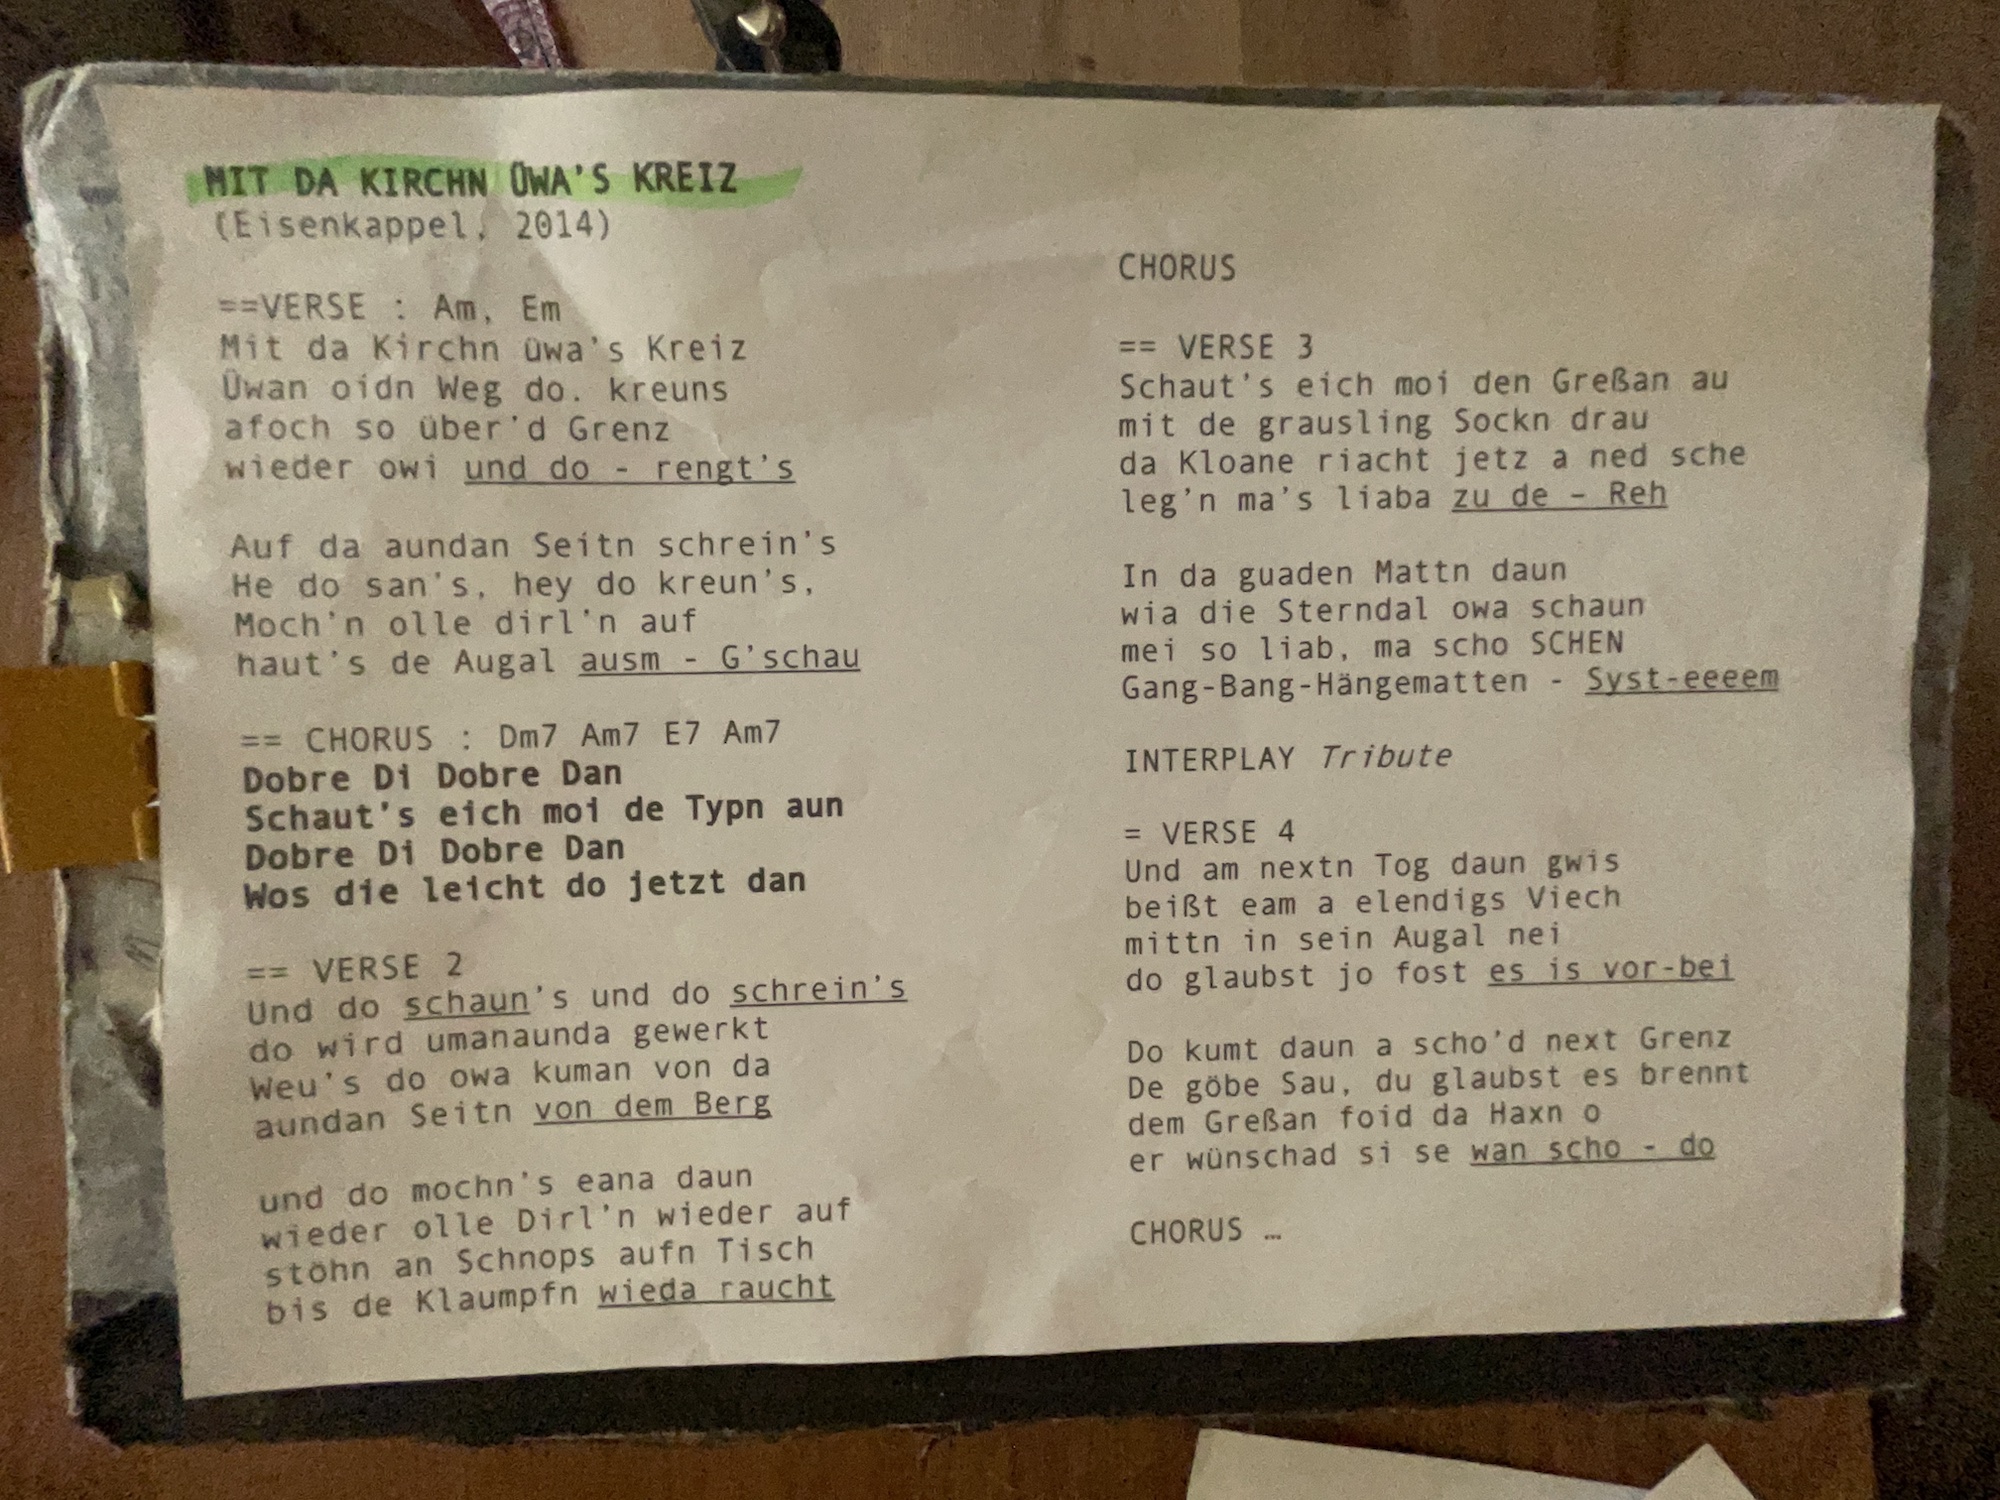 MIT DA KIRCHN ÜWA'S KREIZ
(Eisenkappel, 2014)
==VERSE : Am, Em
Mit da Kirchn üwa's Kreiz
Üwan oidn Weg do. kreuns
afoch so über'd Grenz
wieder owi und do - rengt's
Auf da aundan Seitn schrein's
He do san's, hey do kreun's,
Moch'n olle dirl'n auf
haut's de Augal ausm - G'schau
== CHORUS : Dm7 Am7 E7 Am7
Dobre Di Dobre Dan
Schaut's eich moi de Typn aun
Dobre Di Dobre Dan
Wos die leicht do jetzt dan
== VERSE 2
Und do schaun's und do schrein's
do wird umanaunda gewerkt
Weu's do owa kuman von da
aundan Seitn von dem Berg
und do mochn's eana daun
wieder olle Dirl'n wieder auf
stöhn an Schnops aufn Tisch
bis de Klaumpfn wieda raucht
CHORUS
== VERSE 3
Schaut's eich moi den Greßan au
mit de grausling Sockn drau
da Kloane riacht jetz a ned sche
leg'n ma's liaba zu de - Reh
In da guaden Mattn daun
wia die Sterndal owa schaun
mei so liab, ma scho SCHEN
Gang-Bang-Hängematten - Syst-eeeem
INTERPLAY Tribute
= VERSE 4
Und am nextn Tog daun gwis
beißt eam a elendigs Viech
mittn in sein Augal nei
do glaubst jo fost es is vor-bei
Do kumt daun a scho'd next Grenz
De göbe Sau, du glaubst es brennt
dem Greßan foid da Haxn o
er wünschad si se wan scho - do
CHORUS …